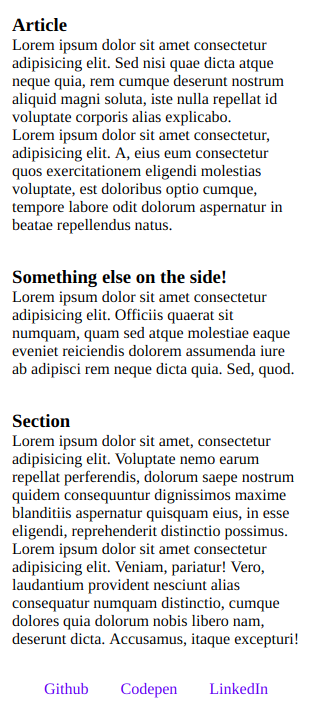 Article
Lorem ipsum dolor sit amet consectetur
adipisicing elit. Sed nisi quae dicta atque
neque quia, rem cumque deserunt nostrum
aliquid magni soluta, iste nulla repellat id
voluptate corporis alias explicabo.
Lorem ipsum dolor sit amet consectetur,
adipisicing elit. A, eius eum consectetur
quos exercitationem eligendi molestias
voluptate, est doloribus optio cumque,
tempore labore odit dolorum aspernatur in
beatae repellendus natus.
Something else on the side!
Lorem ipsum dolor sit amet consectetur
adipisicing elit. Officiis quaerat sit
numquam, quam sed atque molestiae eaque
eveniet reiciendis dolorem assumenda iure
ab adipisci rem neque dicta quia. Sed, quod.
Section
Lorem ipsum dolor sit amet, consectetur
adipisicing elit. Voluptate nemo earum
repellat perferendis, dolorum saepe nostrum
quidem consequuntur dignissimos maxime
blanditiis aspernatur quisquam eius, in esse
eligendi, reprehenderit distinctio possimus.
Lorem ipsum dolor sit amet consectetur
adipisicing elit. Veniam, pariatur! Vero,
laudantium provident nesciunt alias
consequatur numquam distinctio, cumque
dolores quia dolorum nobis libero nam,
deserunt dicta. Accusamus, itaque excepturi!
Github Codepen LinkedIn